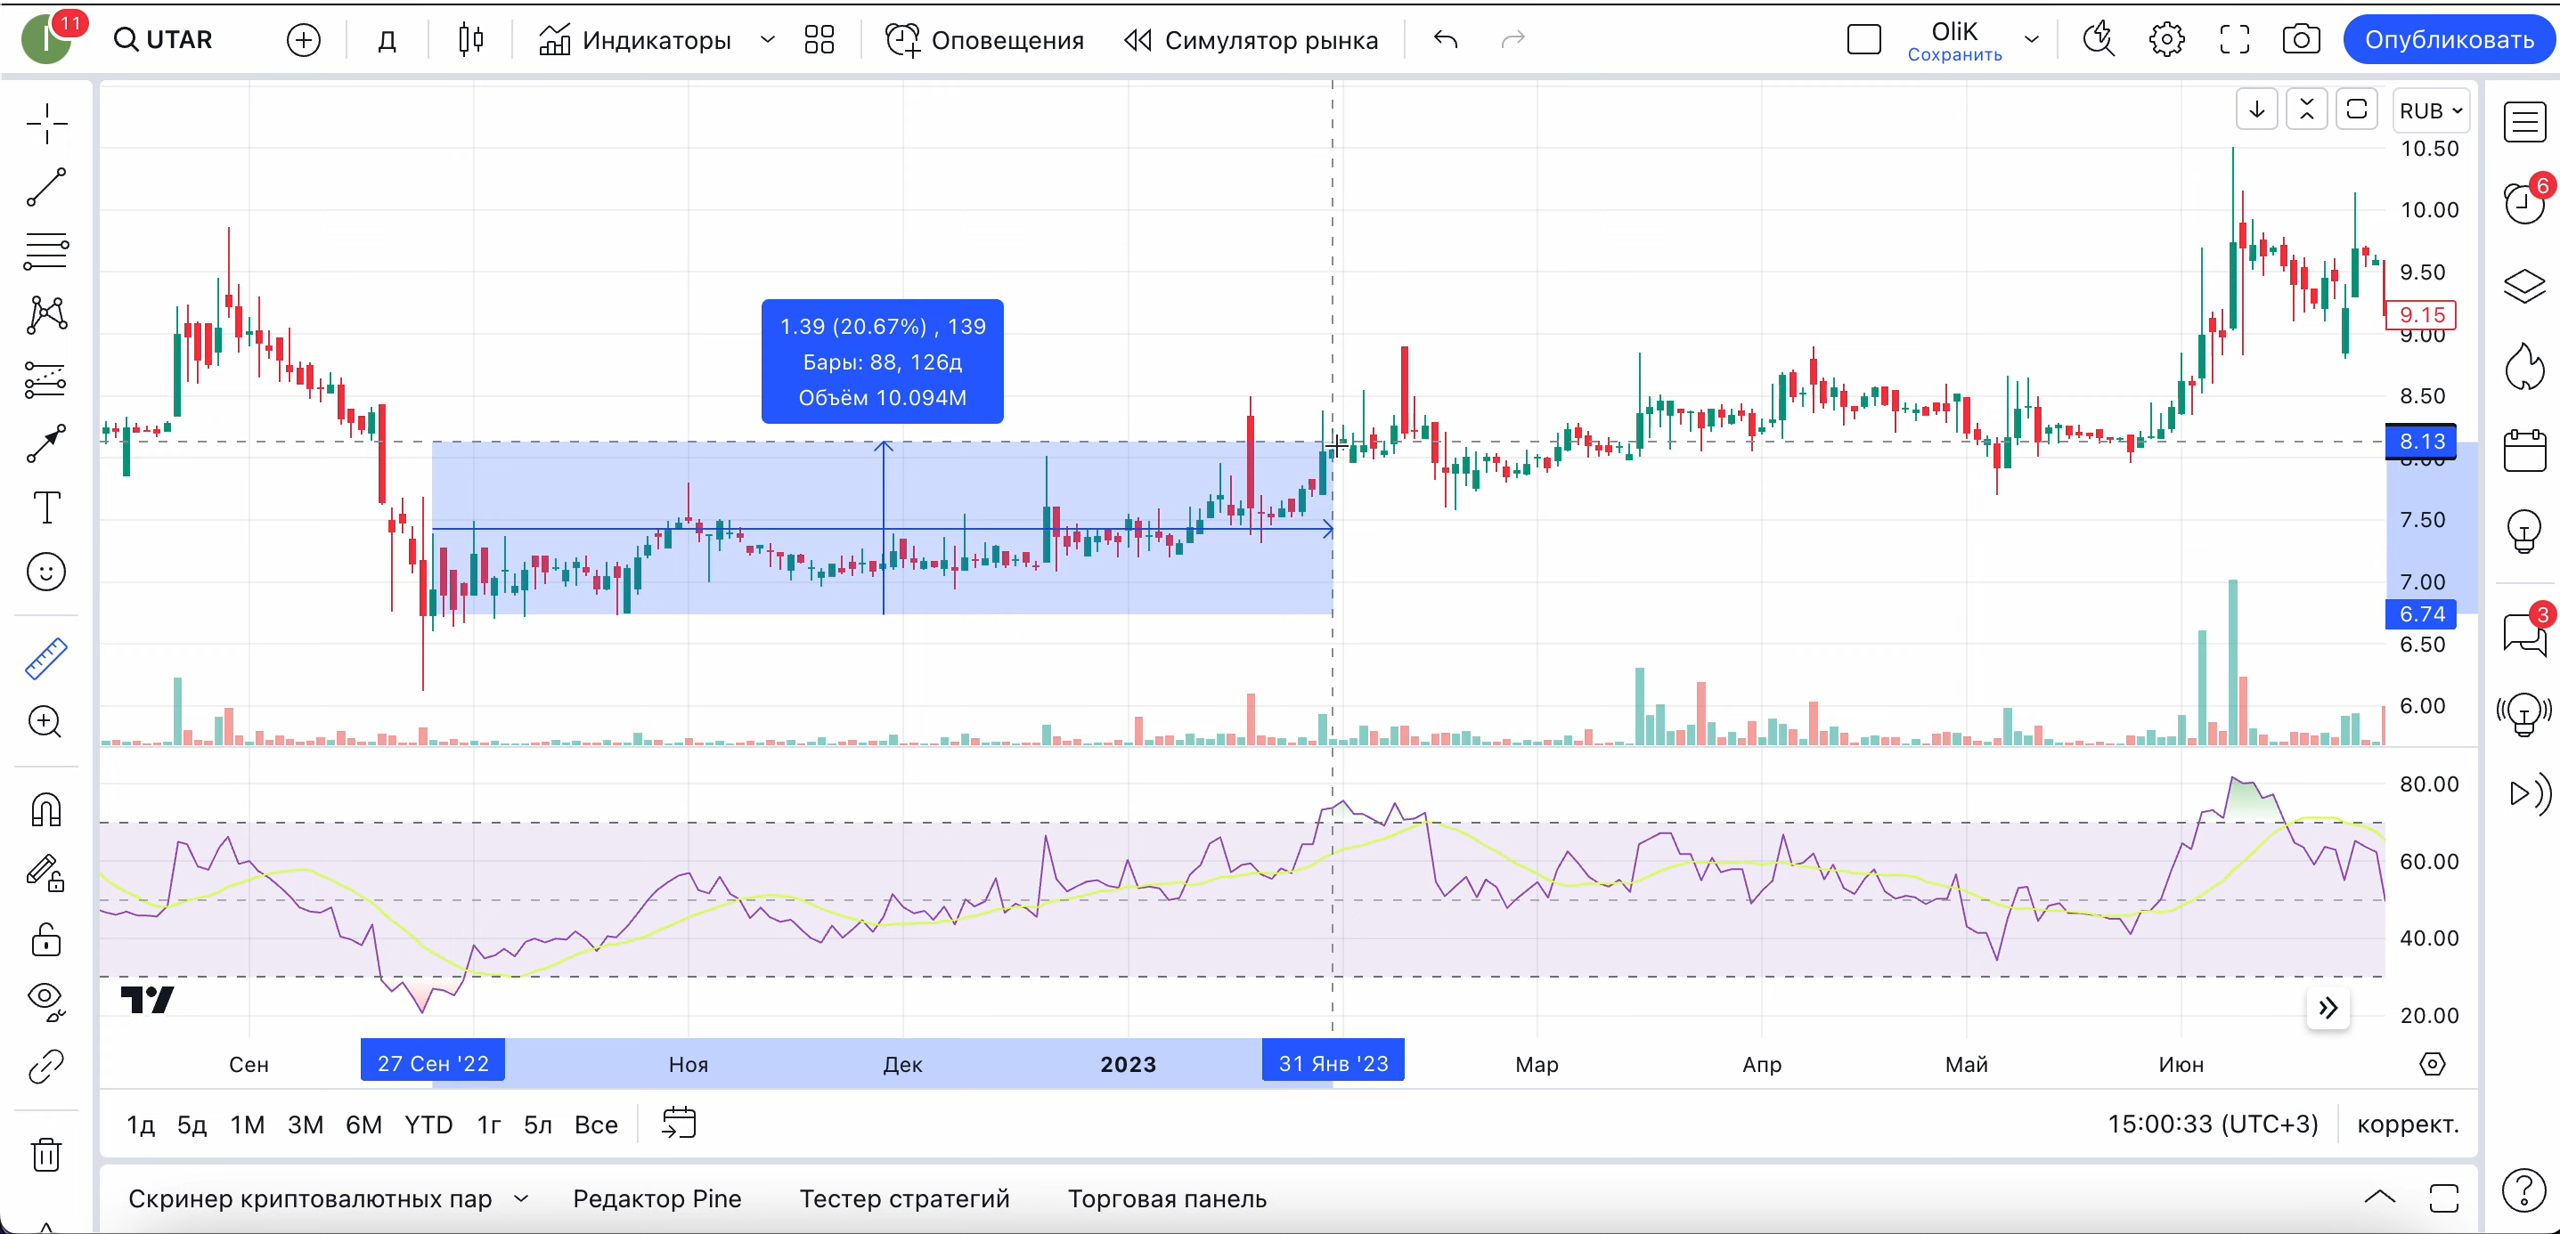 11
I
UTAR
Д
Индикаторы
Оповещения
Симулятор рынка
OliK
Сохранить
Опубликовать
RUB
10.50
10.00
9.50
9.15
9.00
8.50
8.13
8.00
7.50
7.00
6.74
6.50
6.00
1.39 (20.67%) , 139
Бары: 88, 126д
Объём 10.094M
6
3
80.00
60.00
40.00
20.00
Сен
27 Сен '22
Ноя
Дек
2023
31 Янв '23
Мар
Апр
Май
Июн
1д 5д 1М 3М 6М YTD 1г 5л Все
15:00:33 (UTC+3)
коррект.
Скринер криптовалютных пар
Редактор Pine
Тестер стратегий
Торговая панель